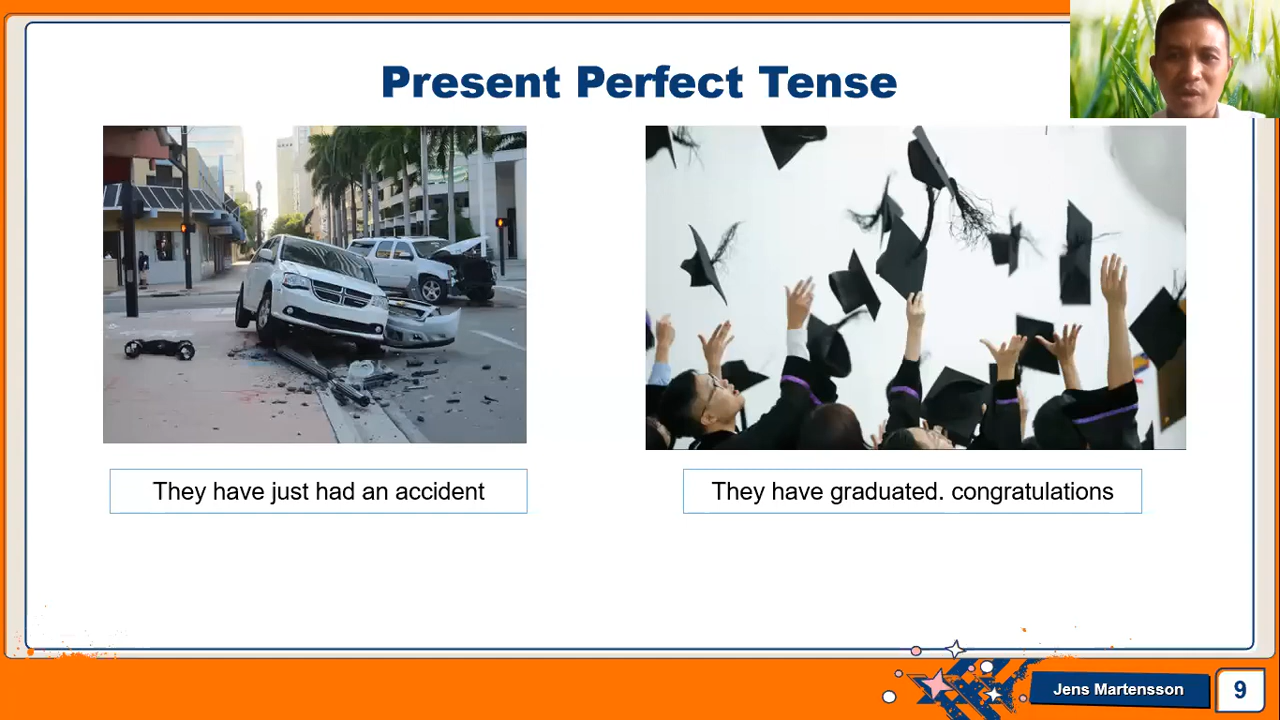 Present Perfect Tense
They have just had an accident
They have graduated. congratulations
Jens Martensson
9